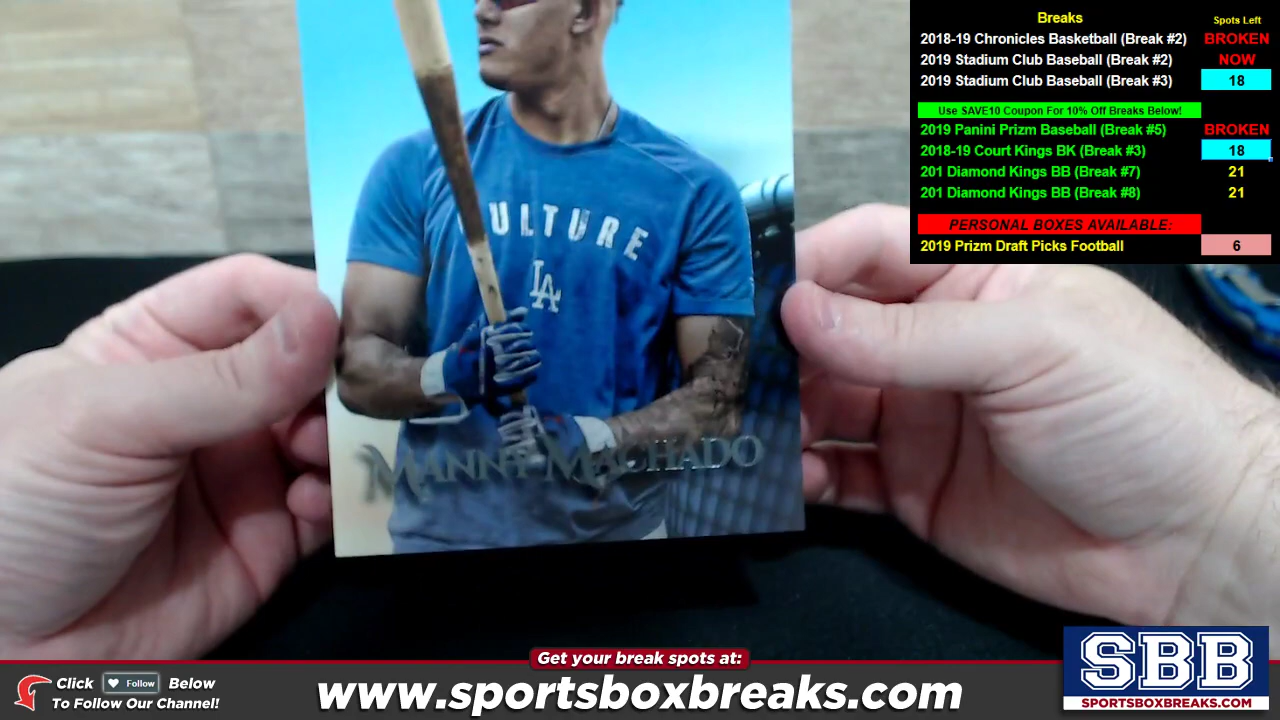 Breaks
Spots Left
2018-19 Chronicles Basketball (Break #2) BROKEN
2019 Stadium Club Baseball (Break #2) NOW
2019 Stadium Club Baseball (Break #3) 18
Use SAVE10 Coupon For 10% Off Breaks Below!
2019 Panini Prizm Baseball (Break #5) BROKEN
2018-19 Court Kings BK (Break #3) 18
201 Diamond Kings BB (Break #7) 21
201 Diamond Kings BB (Break #8) 21
PERSONAL BOXES AVAILABLE:
2019 Prizm Draft Picks Football 6
ULTURE
LA
MANNY MACHADO
Get your break spots at:
Click Follow Below
To Follow Our Channel!
www.sportsboxbreaks.com
SBB
SPORTSBOXBREAKS.COM